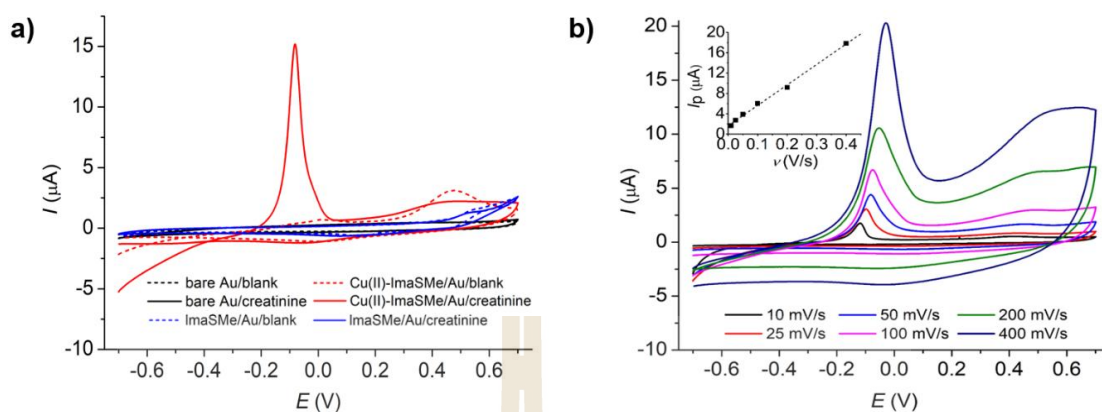 a)
I (µA)
15
10
5
0
-5
-10
-0.6 -0.4 -0.2 0.0 0.2 0.4 0.6
E (V)
bare Au/blank Cu(II)-ImaSMe/Au/blank
bare Au/creatinine Cu(II)-ImaSMe/Au/creatinine
ImaSMe/Au/blank ImaSMe/Au/creatinine
b)
I (µA)
20
15
10
5
0
-5
-10
-0.6 -0.4 -0.2 0.0 0.2 0.4 0.6
E (V)
Ip (µA)
20
16
12
8
4
0
0.0 0.1 0.2 0.3 0.4
ν (V/s)
10 mV/s 50 mV/s 200 mV/s
25 mV/s 100 mV/s 400 mV/s